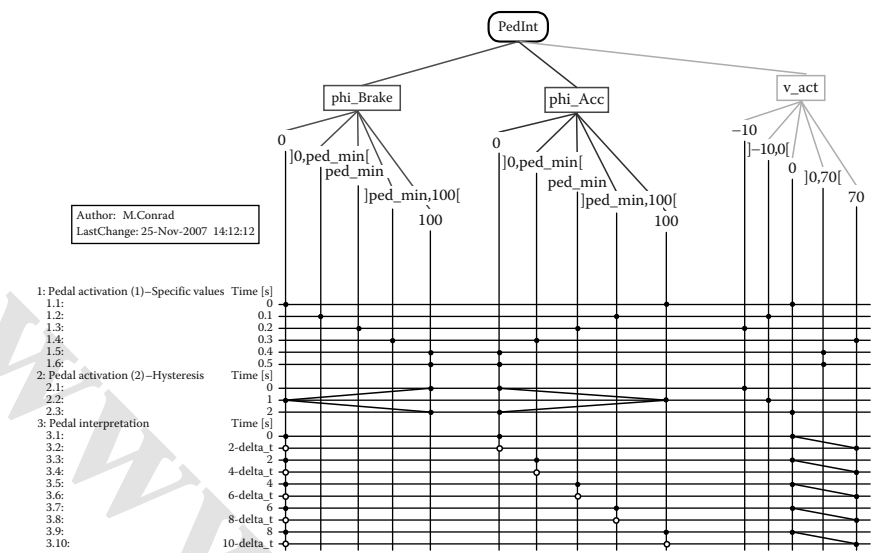 PedInt
phi_Brake
phi_Acc
v_act
0
]0,ped_min[
ped_min
]ped_min,100[
100
0
]0,ped_min[
ped_min
]ped_min,100[
100
−10
]−10,0[
0
]0,70[
70
Author: M.Conrad
LastChange: 25-Nov-2007 14:12:12
1: Pedal activation (1)–Specific values Time [s]
1.1: 0
1.2: 0.1
1.3: 0.2
1.4: 0.3
1.5: 0.4
1.6: 0.5
2: Pedal activation (2)–Hysteresis Time [s]
2.1: 0
2.2: 1
2.3: 2
3: Pedal interpretation Time [s]
3.1: 0
3.2: 2-delta_t
3.3: 2
3.4: 4-delta_t
3.5: 4
3.6: 6-delta_t
3.7: 6
3.8: 8-delta_t
3.9: 8
3.10: 10-delta_t